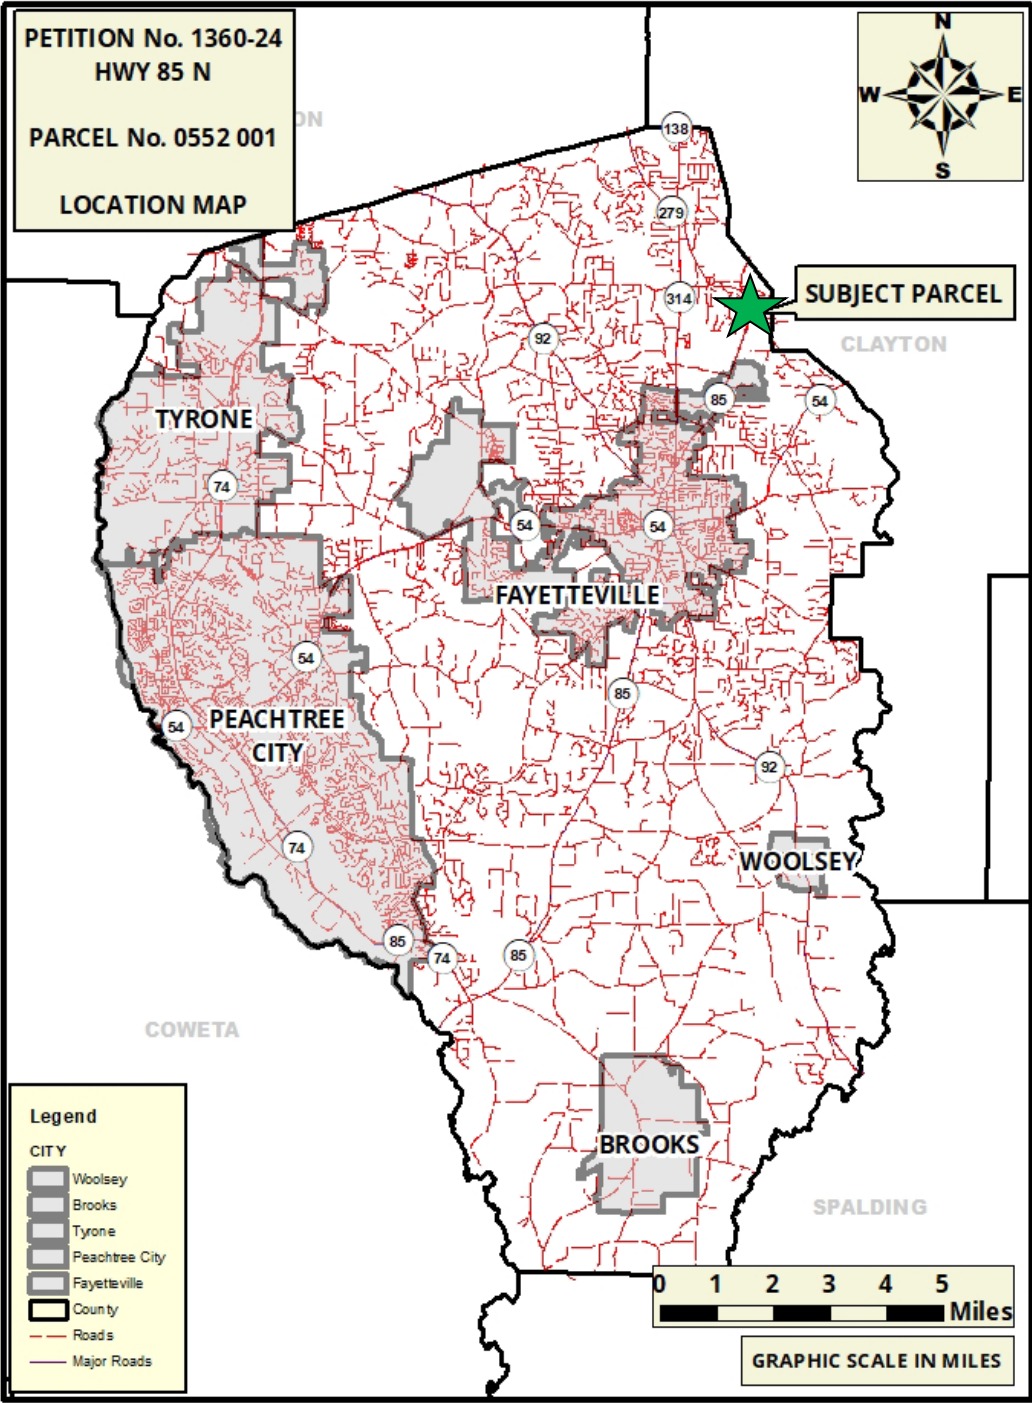 PETITION No. 1360-24
HWY 85 N
PARCEL No. 0552 001
LOCATION MAP
ON
N
W
E
S
138
279
314
SUBJECT PARCEL
92
CLAYTON
85
54
TYRONE
74
54
54
FAYETTEVILLE
54
85
54
PEACHTREE
CITY
92
74
WOOLSEY
85
74
85
COWETA
BROOKS
SPALDING
Legend
CITY
Woolsey
Brooks
Tyrone
Peachtree City
Fayetteville
County
Roads
Major Roads
0 1 2 3 4 5
Miles
GRAPHIC SCALE IN MILES